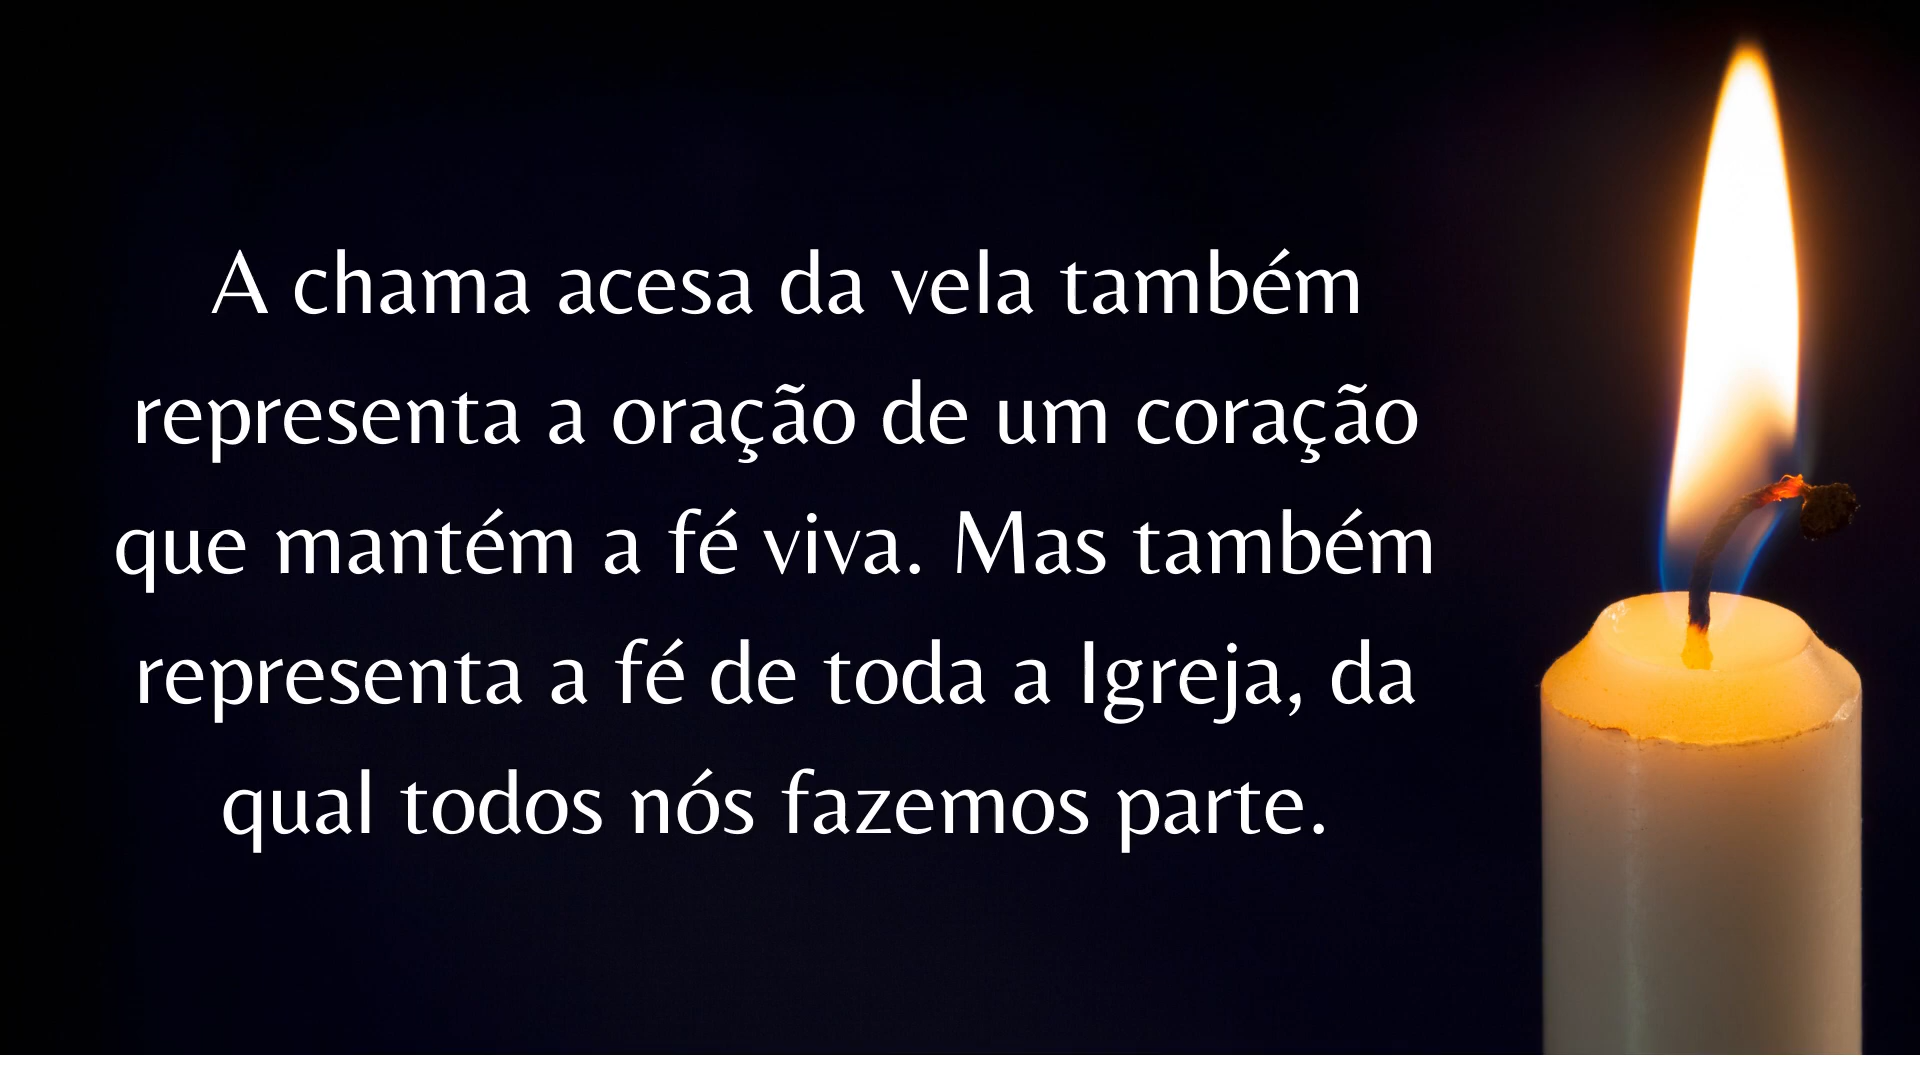 A chama acesa da vela também
representa a oração de um coração
que mantém a fé viva. Mas também
representa a fé de toda a Igreja, da
qual todos nós fazemos parte.